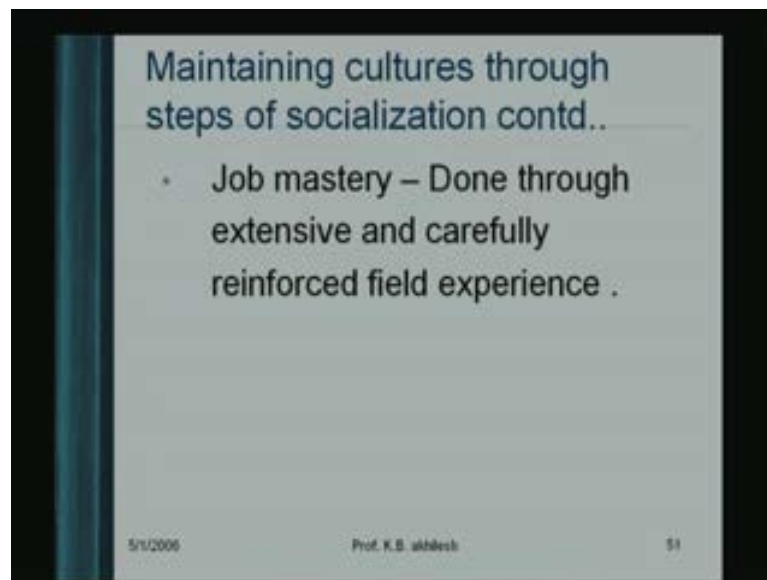 Maintaining cultures through
steps of socialization contd..
· Job mastery – Done through
extensive and carefully
reinforced field experience .
5/1/2006 Prof. K.B. akhilesh 51